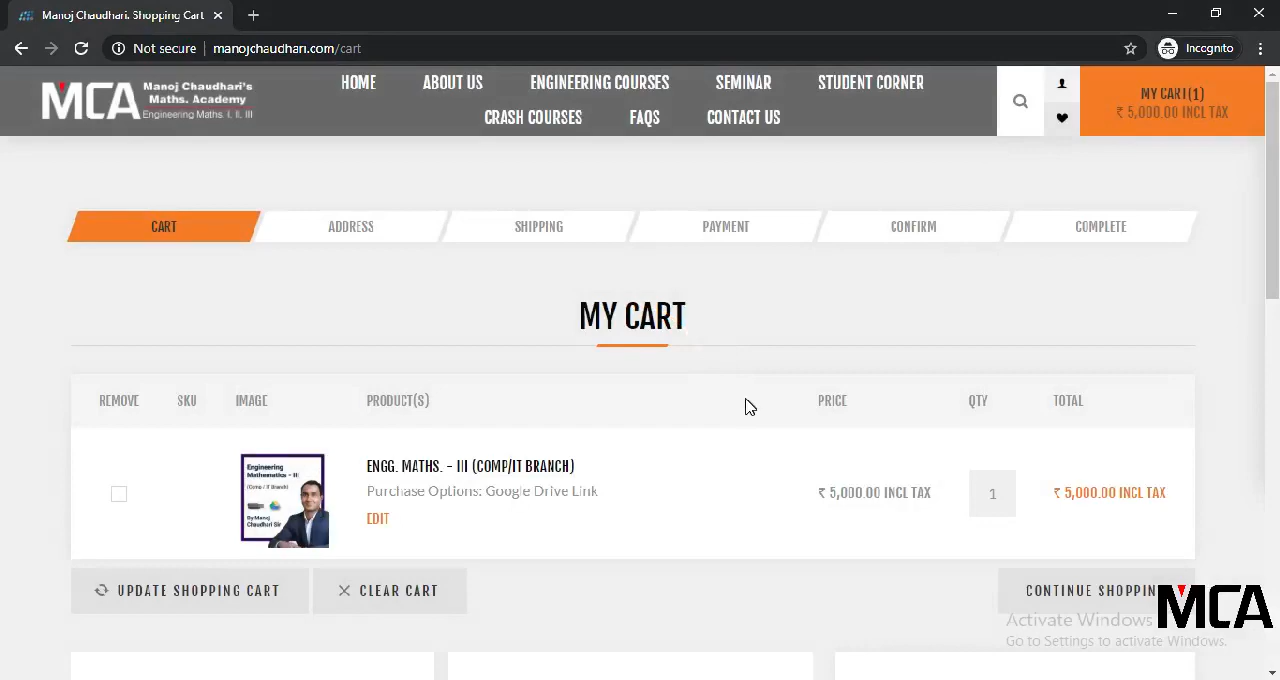 Manoj Chaudhari. Shopping Cart
Not secure
manojchaudhari.com/cart
Incognito
MCA
Manoj Chaudhari's
Maths. Academy
Engineering Maths. I, II, III
HOME
ABOUT US
ENGINEERING COURSES
SEMINAR
STUDENT CORNER
CRASH COURSES
FAQS
CONTACT US
MY CART(1)
₹ 5,000.00 INCL TAX
CART
ADDRESS
SHIPPING
PAYMENT
CONFIRM
COMPLETE
MY CART
REMOVE
SKU
IMAGE
PRODUCT(S)
PRICE
QTY
TOTAL
Engineering
Mathematics - III
(Comp / IT Branch)
By Manoj
Chaudhari Sir
ENGG. MATHS. - III (COMP/IT BRANCH)
Purchase Options: Google Drive Link
EDIT
₹ 5,000.00 INCL TAX
1
₹ 5,000.00 INCL TAX
UPDATE SHOPPING CART
CLEAR CART
CONTINUE SHOPPIN
MCA
Activate Windows
Go to Settings to activate Windows.